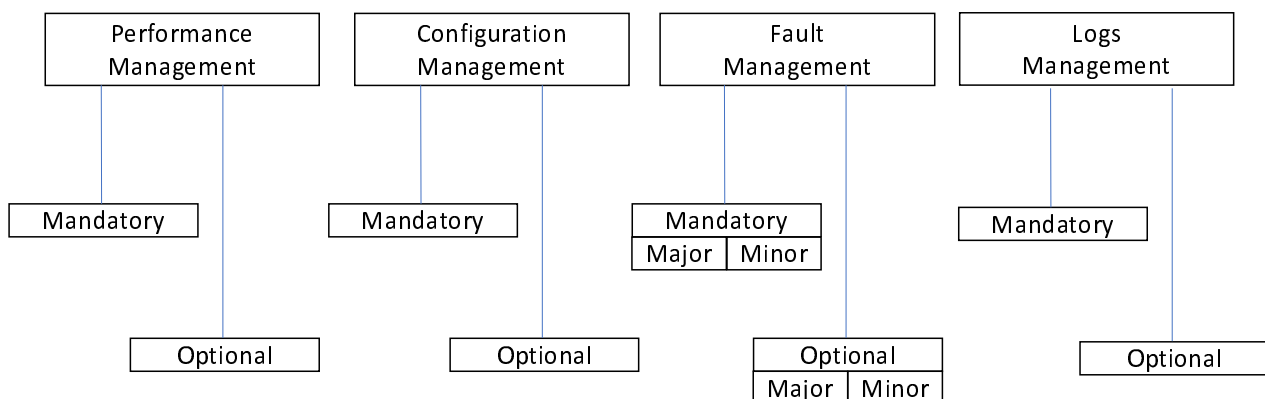 Performance
Management
Configuration
Management
Fault
Management
Logs
Management
Mandatory
Mandatory
Mandatory
Major Minor
Mandatory
Optional
Optional
Optional
Major Minor
Optional